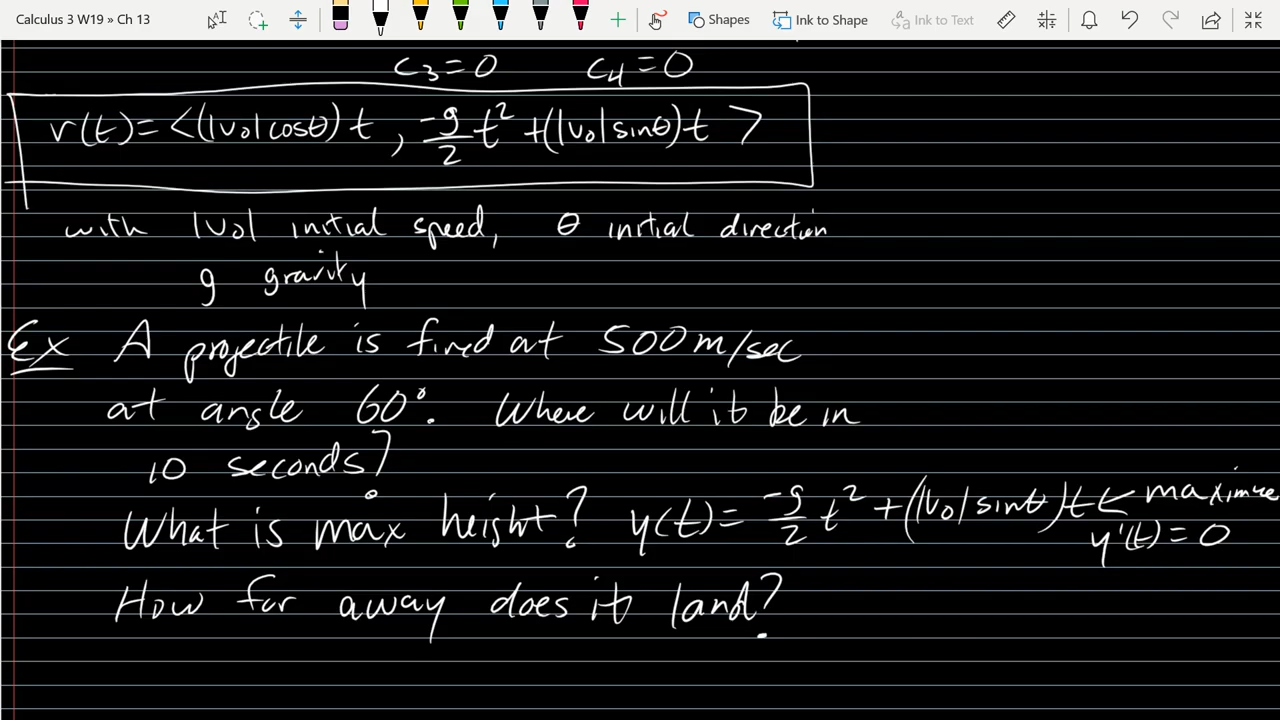 Calculus 3 W19 » Ch 13
Shapes
Ink to Shape
Ink to Text
c₃=0 c₄=0
r(t)=<(|v₀|cosθ)t, -g/2 t²+(|v₀|sinθ)t>
with |v₀| initial speed, θ initial direction
g gravity
Ex A projectile is fired at 500m/sec
at angle 60°. Where will it be in
10 seconds?
What is max height? y(t)= -g/2 t²+(|v₀|sinθ)t ← maximize
y'(t)=0
How far away does it land?